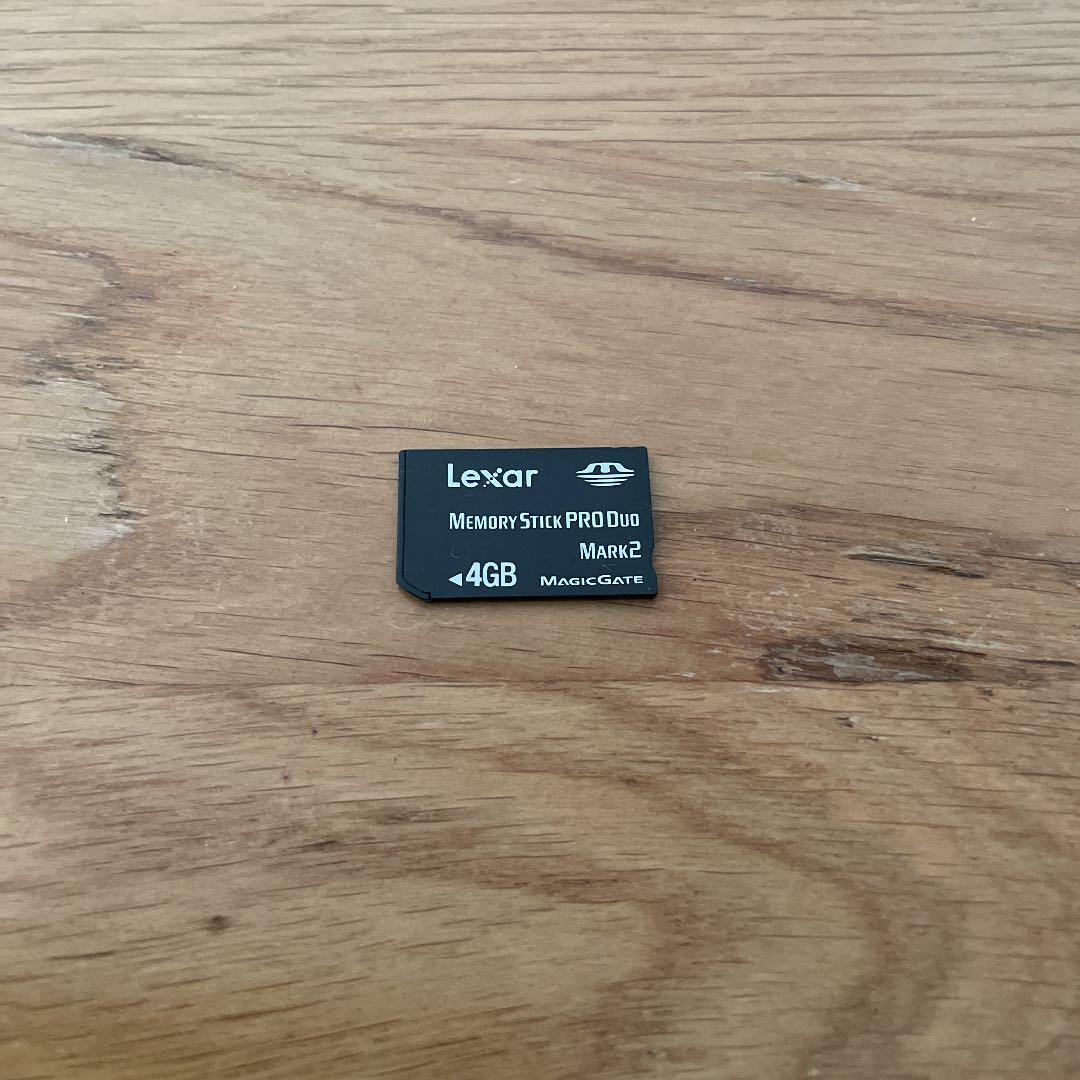 Lexar
MEMORY STICK PRO DUO
MARK2
◄4GB MAGICGATE